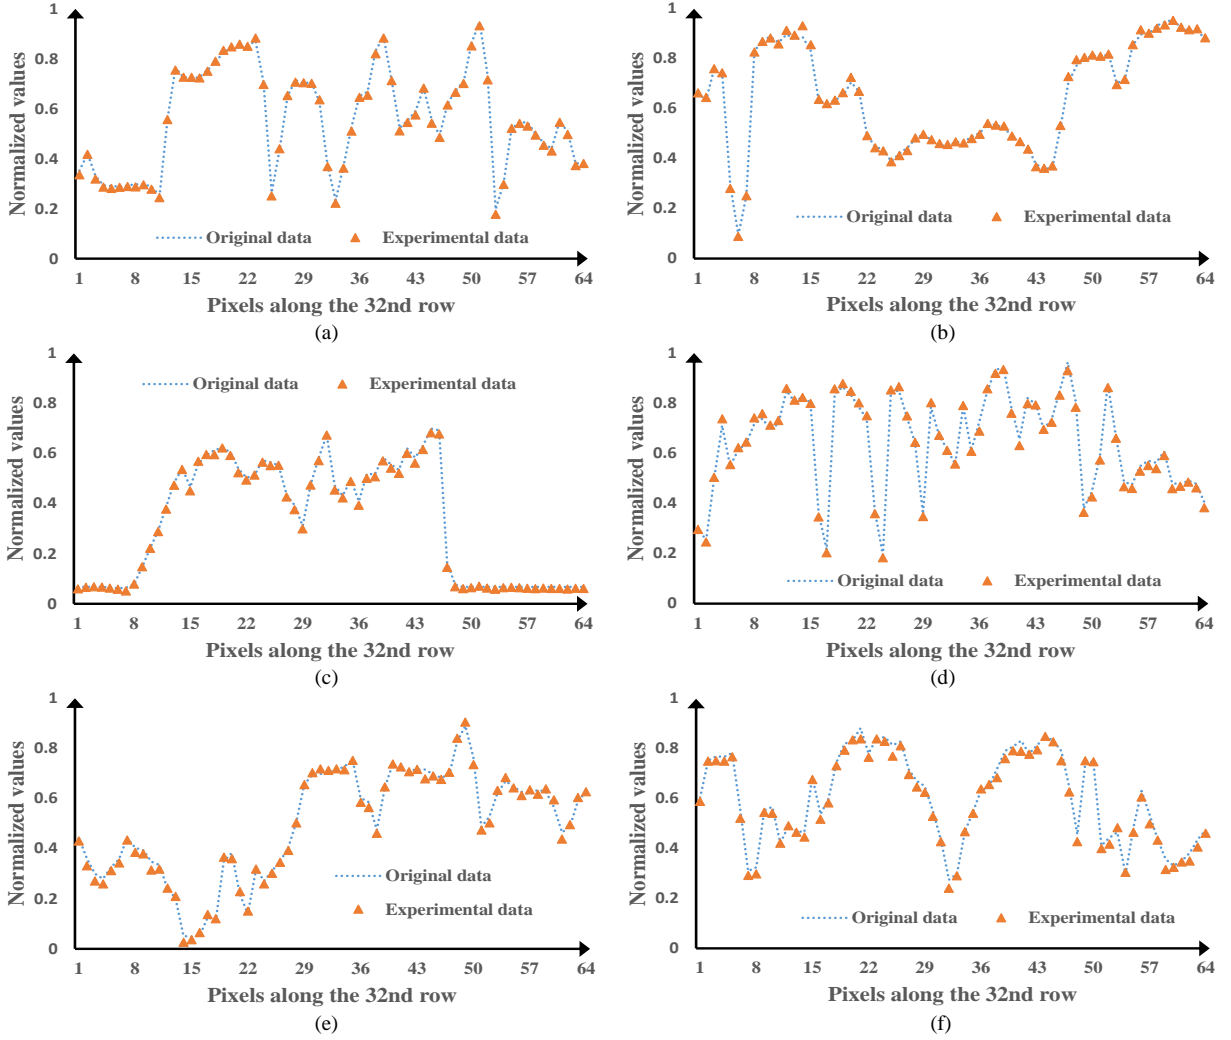 1
0.8
0.6
0.4
0.2
0
Normalized values
Original data Experimental data
1 8 15 22 29 36 43 50 57 64
Pixels along the 32nd row
(a)
1
0.8
0.6
0.4
0.2
0
Normalized values
Original data Experimental data
1 8 15 22 29 36 43 50 57 64
Pixels along the 32nd row
(b)
1
0.8
0.6
0.4
0.2
0
Normalized values
Original data Experimental data
1 8 15 22 29 36 43 50 57 64
Pixels along the 32nd row
(c)
1
0.8
0.6
0.4
0.2
0
Normalized values
Original data Experimental data
1 8 15 22 29 36 43 50 57 64
Pixels along the 32nd row
(d)
1
0.8
0.6
0.4
0.2
0
Normalized values
Original data
Experimental data
1 8 15 22 29 36 43 50 57 64
Pixels along the 32nd row
(e)
1
0.8
0.6
0.4
0.2
0
Normalized values
Original data Experimental data
1 8 15 22 29 36 43 50 57 64
Pixels along the 32nd row
(f)